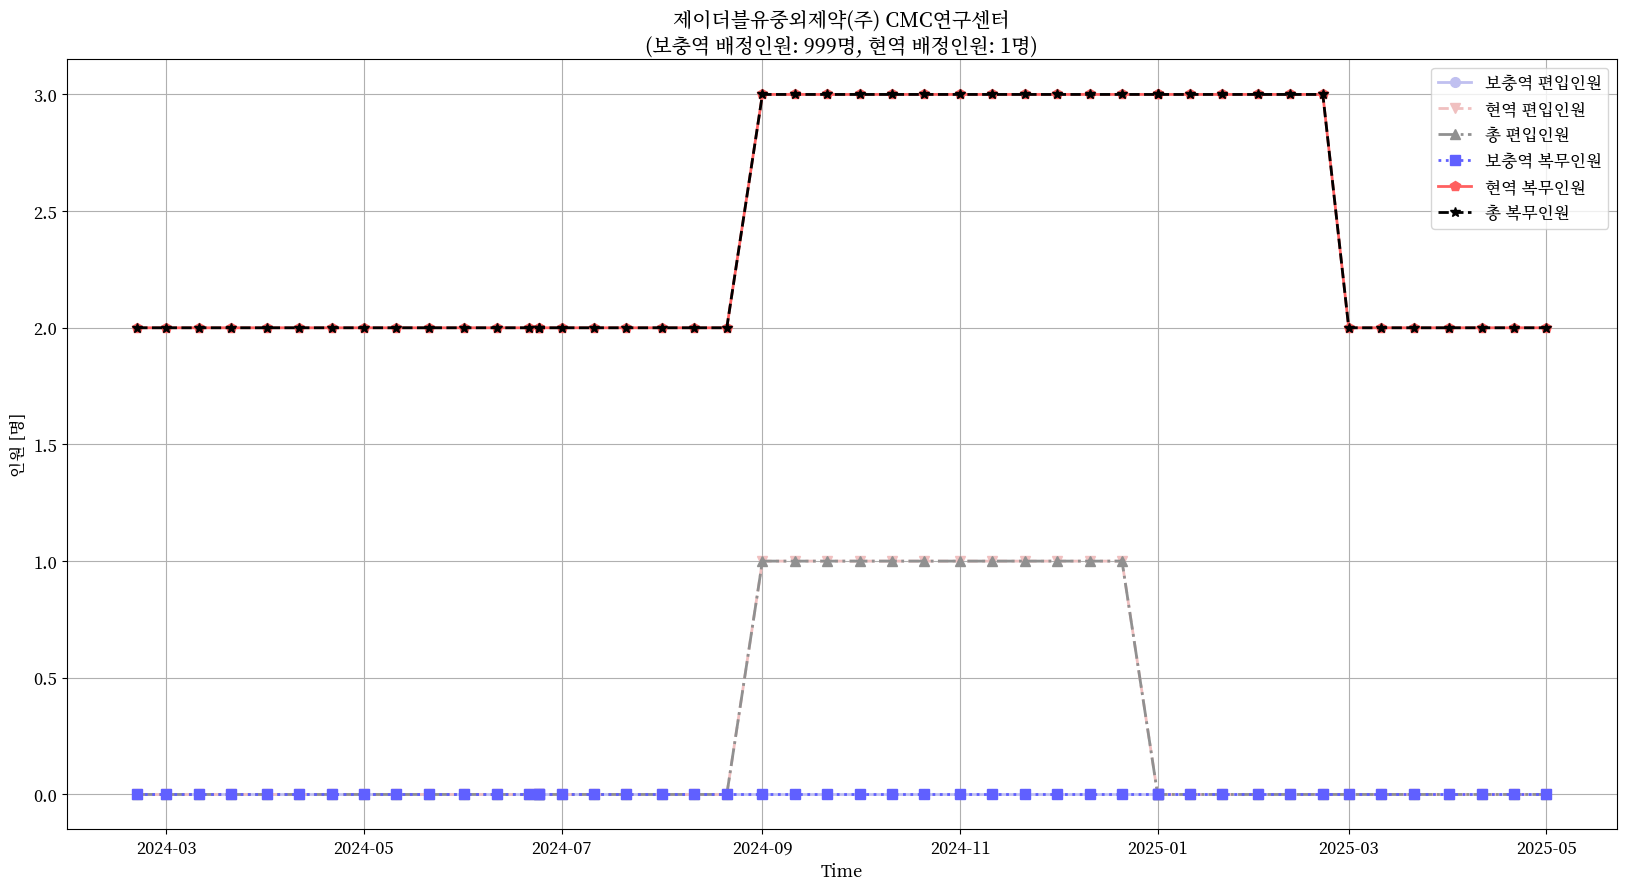 제이더블유중외제약(주) CMC연구센터
(보충역 배정인원: 999명, 현역 배정인원: 1명)
보충역 편입인원
현역 편입인원
총 편입인원
보충역 복무인원
현역 복무인원
총 복무인원
인원 [명]
3.0
2.5
2.0
1.5
1.0
0.5
0.0
2024-03 2024-05 2024-07 2024-09 2024-11 2025-01 2025-03 2025-05
Time